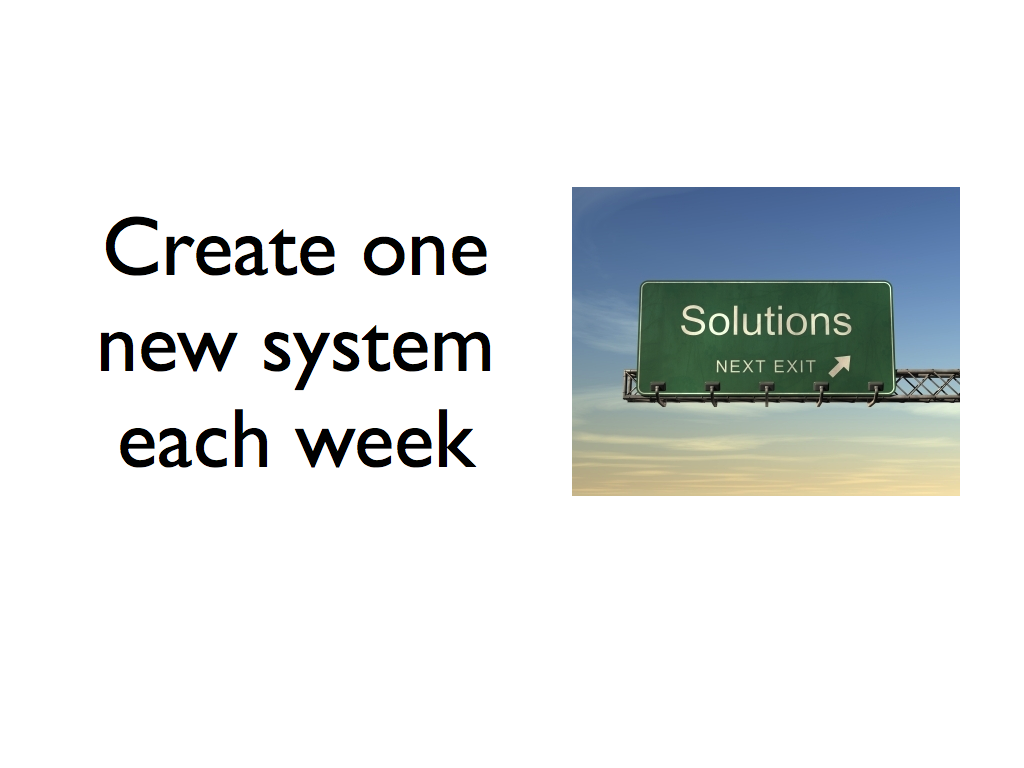 Create one
new system
each week
Solutions
NEXT EXIT